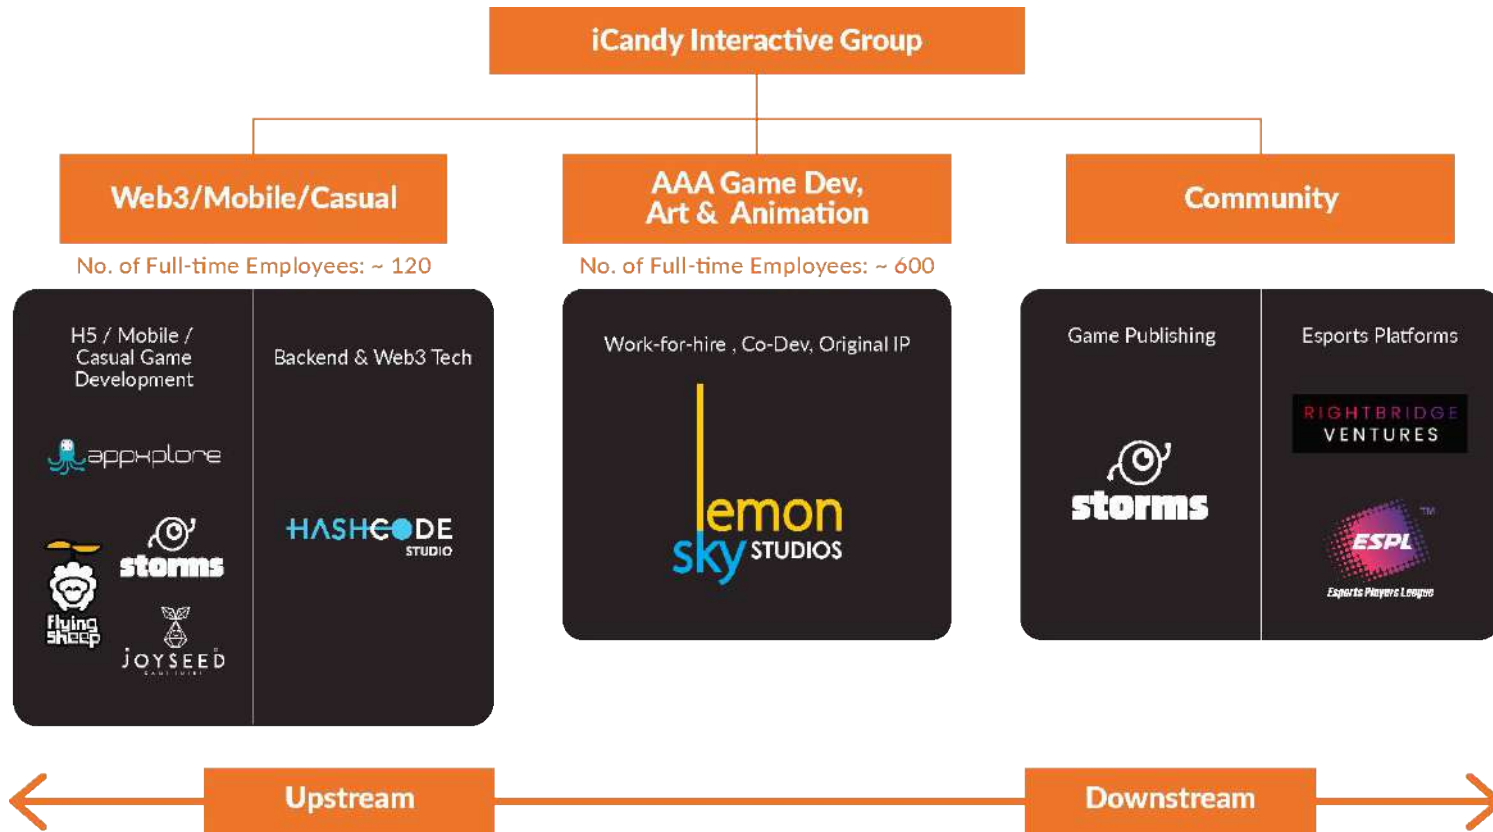 iCandy Interactive Group
Web3/Mobile/Casual
No. of Full-time Employees: ~ 120
H5 / Mobile /
Casual Game
Development
Backend & Web3 Tech
appxplore
storms
flying
sheep
JOYSEED
HASHCODE
STUDIO
AAA Game Dev,
Art & Animation
No. of Full-time Employees: ~ 600
Work-for-hire , Co-Dev, Original IP
lemon
sky STUDIOS
Community
Game Publishing
storms
Esports Platforms
RIGHTBRIDGE
VENTURES
ESPL
TM
Esports Players League
Upstream
Downstream